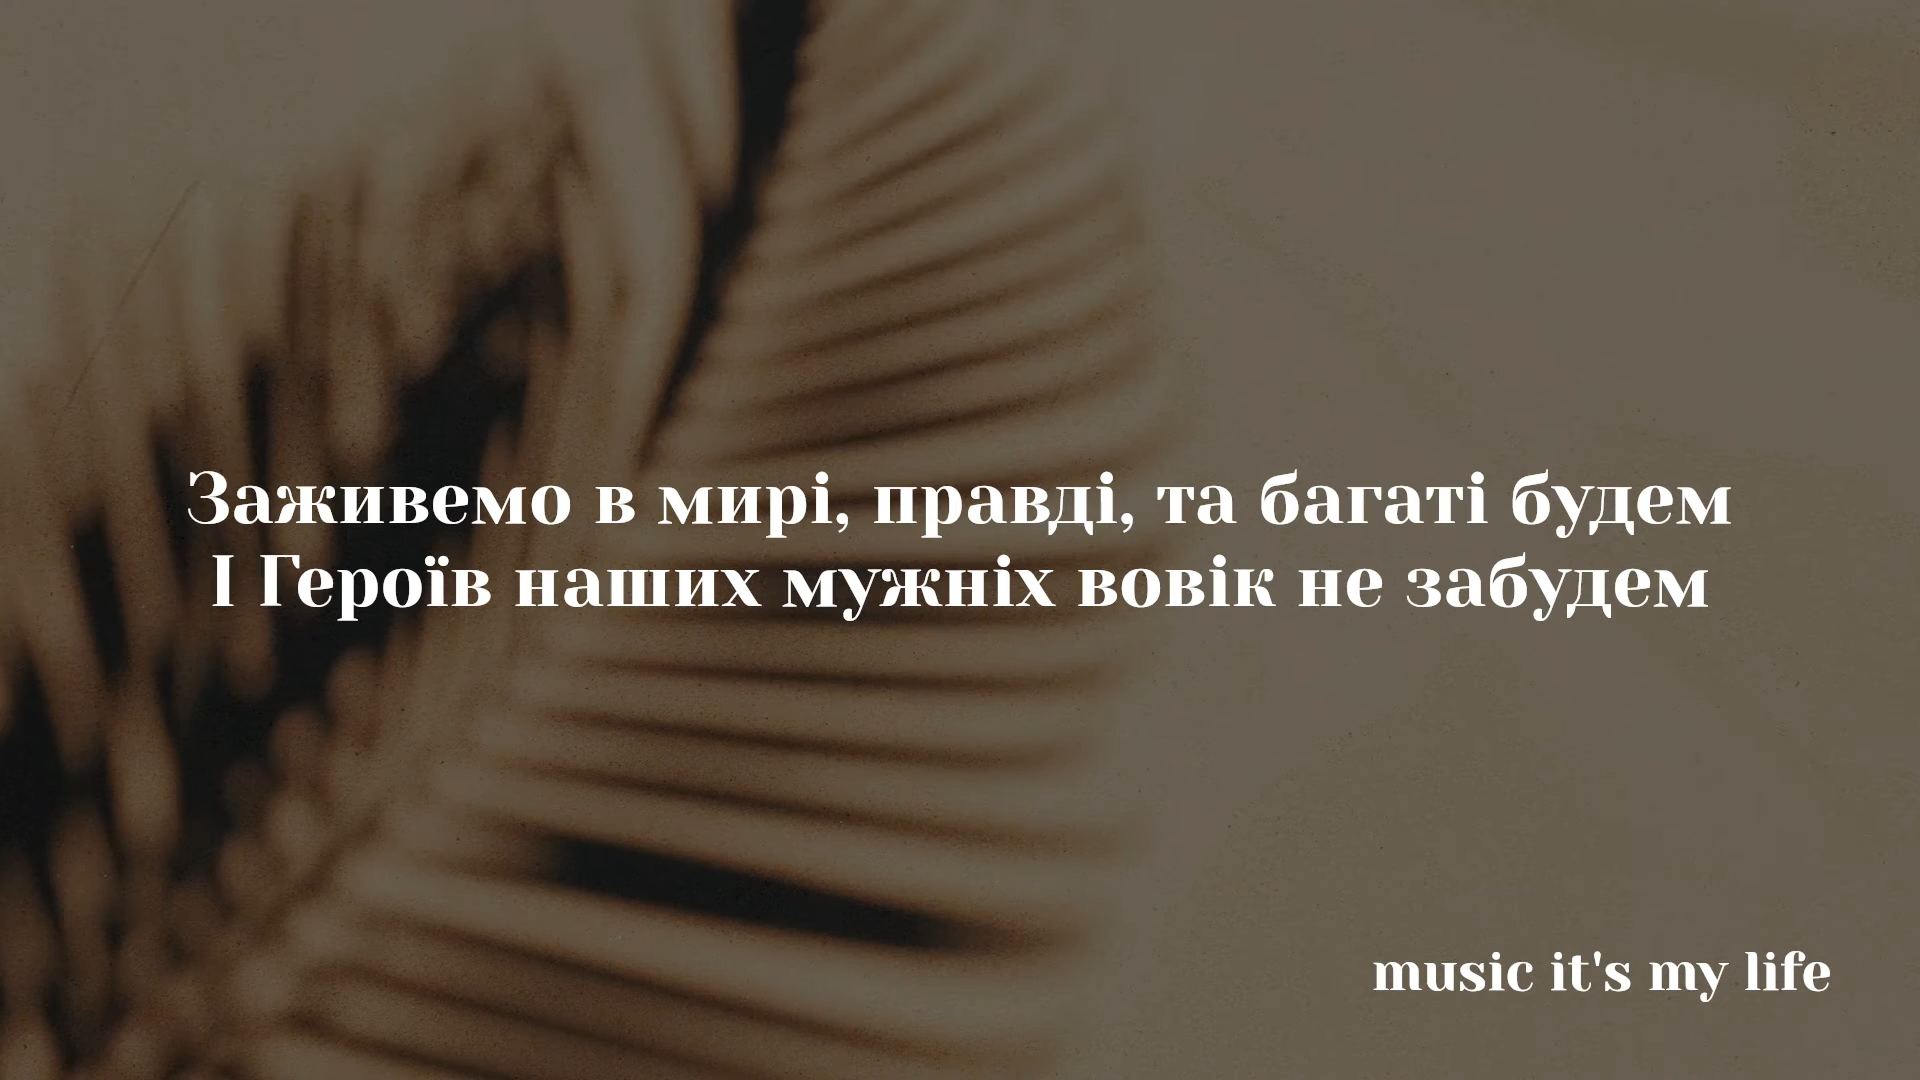 Заживемо в мирі, правді, та багаті будем
І Героїв наших мужніх вовік не забудем
music it's my life